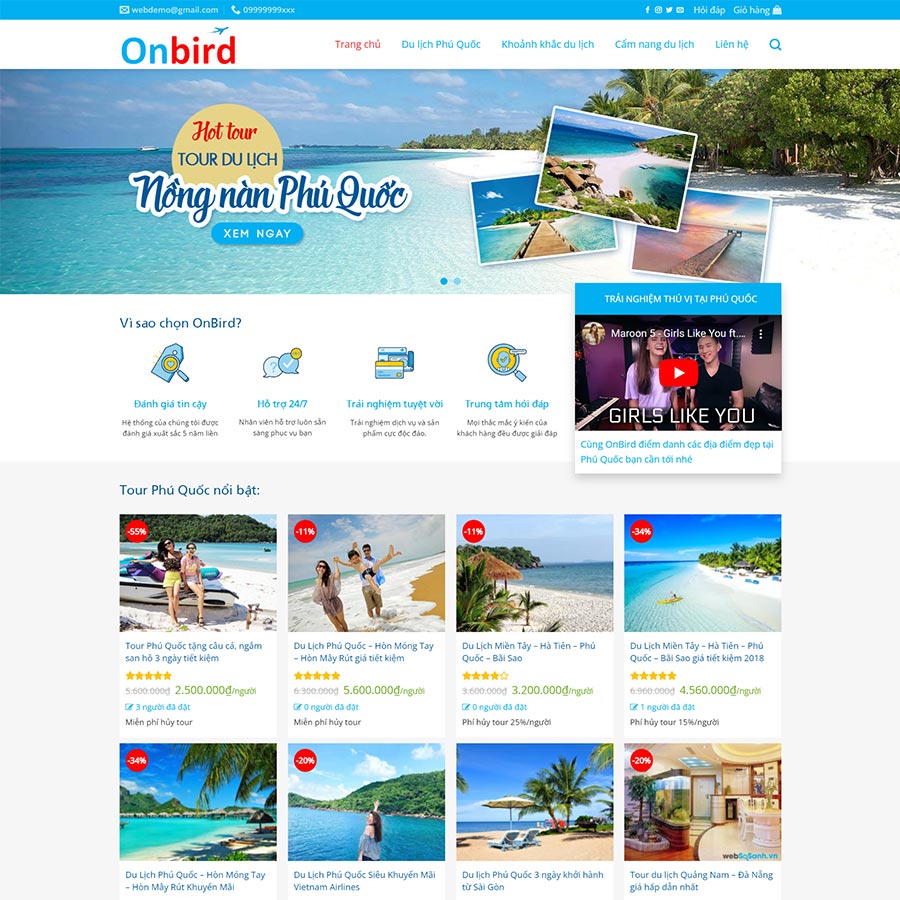 webdemo@gmail.com
09999999xxx
Hỏi đáp
Giỏ hàng
Onbird
Trang chủ
Du lịch Phú Quốc
Khoảnh khắc du lịch
Cẩm nang du lịch
Liên hệ
Hot tour
TOUR DU LỊCH
Nồng nàn Phú Quốc
XEM NGAY
TRẢI NGHIỆM THÚ VỊ TẠI PHÚ QUỐC
Maroon 5 - Girls Like You ft....
GIRLS LIKE YOU
Cùng OnBird điểm danh các địa điểm đẹp tại
Phú Quốc bạn cần tới nhé
Vì sao chọn OnBird?
Đánh giá tin cậy
Hệ thống của chúng tôi được
đánh giá xuất sắc 5 năm liền
Hỗ trợ 24/7
Nhân viên hỗ trợ luôn sẵn
sàng phục vụ bạn
Trải nghiệm tuyệt vời
Trải nghiệm dịch vụ và sản
phẩm cực độc đáo.
Trung tâm hỏi đáp
Mọi thắc mắc ý kiến của
khách hàng đều được giải đáp
Tour Phú Quốc nổi bật:
-55%
Tour Phú Quốc tặng câu cá, ngắm
san hô 3 ngày tiết kiệm
5.600.000₫ 2.500.000₫/người
3 người đã đặt
Miễn phí hủy tour
-11%
Du Lịch Phú Quốc – Hòn Móng Tay
– Hòn Mây Rút giá tiết kiệm
6.300.000₫ 5.600.000₫/người
0 người đã đặt
Miễn phí hủy tour
-11%
Du Lịch Miền Tây – Hà Tiên – Phú
Quốc – Bãi Sao
3.600.000₫ 3.200.000₫/người
0 người đã đặt
Phí hủy tour 25%/người
-34%
Du Lịch Miền Tây – Hà Tiên – Phú
Quốc – Bãi Sao giá tiết kiệm 2018
6.960.000₫ 4.560.000₫/người
1 người đã đặt
Phí hủy tour 15%/người
-34%
Du Lịch Phú Quốc – Hòn Móng Tay
– Hòn Mây Rút Khuyến Mãi
-20%
Du Lịch Phú Quốc Siêu Khuyến Mãi
Vietnam Airlines
Du lịch Phú Quốc 3 ngày khởi hành
từ Sài Gòn
-20%
webSoSanh.vn
Tour du lịch Quảng Nam – Đà Nẵng
giá hấp dẫn nhất